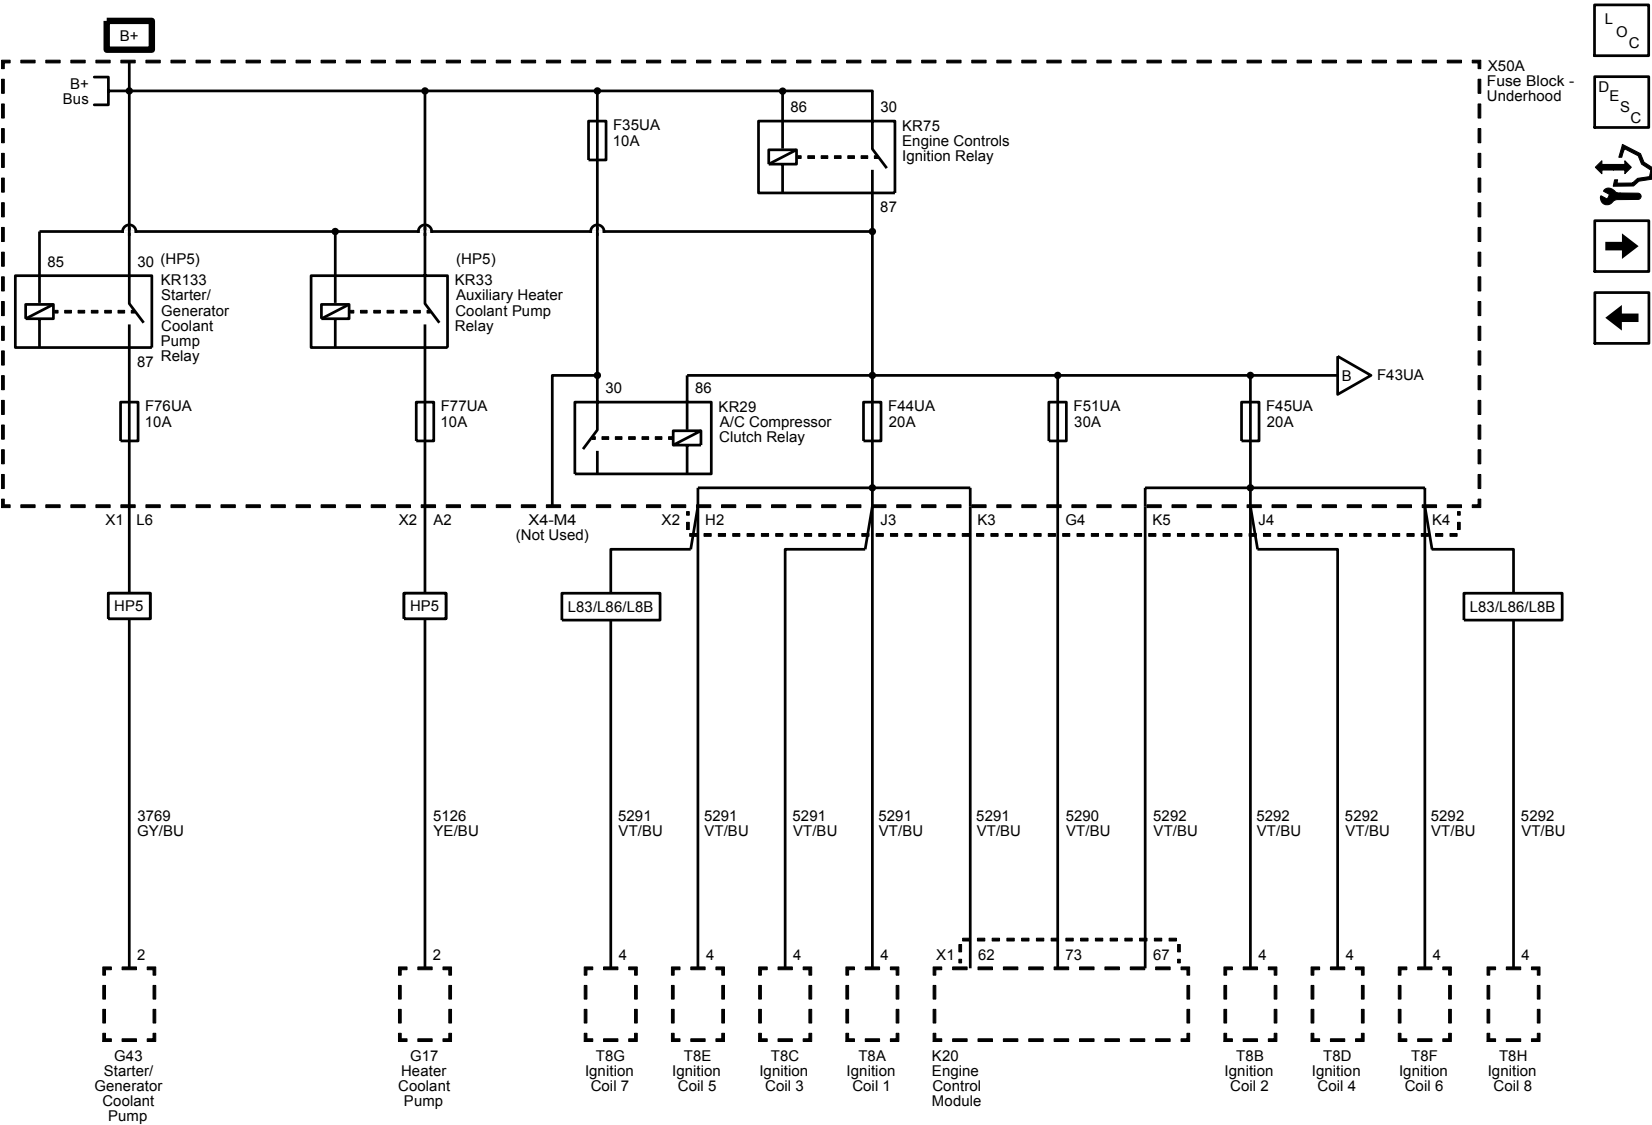 B+
L
O
C
X50A
Fuse Block -
Underhood
B+
Bus
D
E
S
C
86
30
F35UA
10A
KR75
Engine Controls
Ignition Relay
87
85
30 (HP5)
KR133
Starter/
Generator
Coolant
Pump
Relay
87
(HP5)
KR33
Auxiliary Heater
Coolant Pump
Relay
30
86
KR29
A/C Compressor
Clutch Relay
B
F43UA
F76UA
10A
F77UA
10A
F44UA
20A
F51UA
30A
F45UA
20A
X1 L6
X2 A2
X4-M4
(Not Used)
X2 H2
J3
K3
G4
K5
J4
K4
HP5
HP5
L83/L86/L8B
L83/L86/L8B
3769
GY/BU
5126
YE/BU
5291
VT/BU
5291
VT/BU
5291
VT/BU
5291
VT/BU
5291
VT/BU
5290
VT/BU
5292
VT/BU
5292
VT/BU
5292
VT/BU
5292
VT/BU
5292
VT/BU
2
2
4
4
4
4
X1 62
73
67
4
4
4
4
G43
Starter/
Generator
Coolant
Pump
G17
Heater
Coolant
Pump
T8G
Ignition
Coil 7
T8E
Ignition
Coil 5
T8C
Ignition
Coil 3
T8A
Ignition
Coil 1
K20
Engine
Control
Module
T8B
Ignition
Coil 2
T8D
Ignition
Coil 4
T8F
Ignition
Coil 6
T8H
Ignition
Coil 8